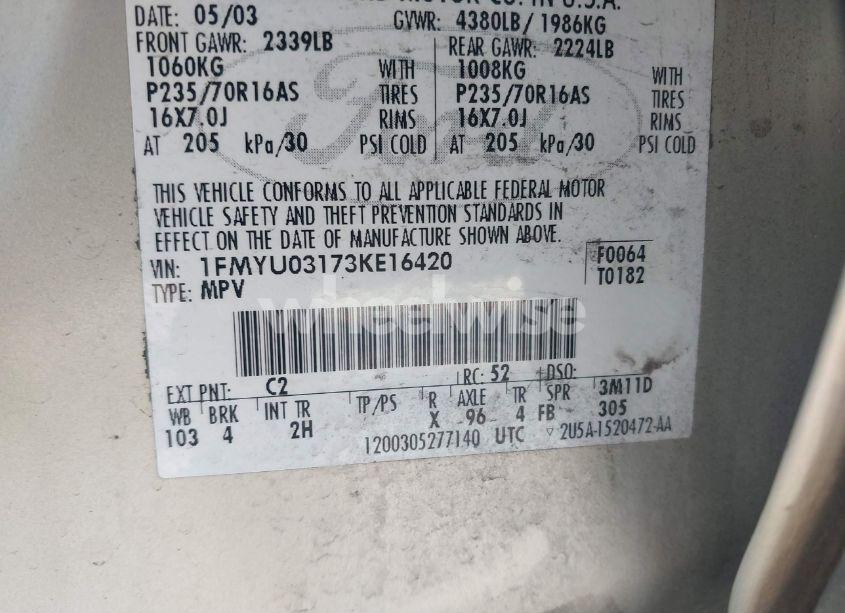 MOTOR CO. IN U.S.A.
DATE: 05/03 GVWR: 4380LB/ 1986KG
FRONT GAWR: 2339LB REAR GAWR: 2224LB
1060KG WITH 1008KG WITH
P235/70R16AS TIRES P235/70R16AS TIRES
16X7.0J RIMS 16X7.0J RIMS
AT 205 kPa/30 PSI COLD AT 205 kPa/30 PSI COLD
Ford
THIS VEHICLE CONFORMS TO ALL APPLICABLE FEDERAL MOTOR
VEHICLE SAFETY AND THEFT PREVENTION STANDARDS IN
EFFECT ON THE DATE OF MANUFACTURE SHOWN ABOVE.
VIN: 1FMYU03173KE16420 F0064
TYPE: MPV T0182
wheelwise
EXT PNT: C2 RC: 52 DSO:
WB BRK INT TR TP/PS R AXLE TR SPR 3M11D
103 4 2H X 96 4 FB 305
1200305277140 UTC ▿ 2U5A-1520472-AA